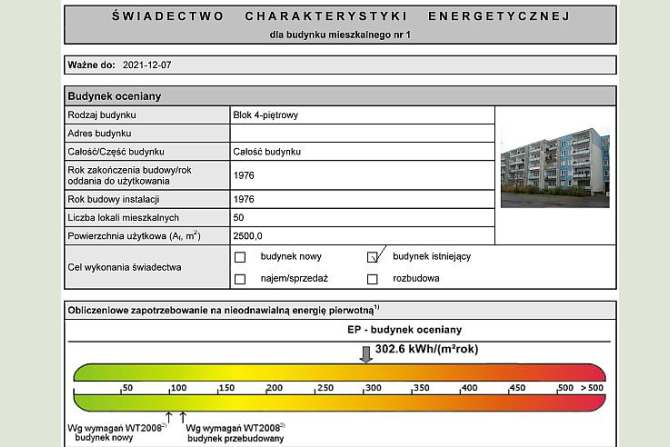 ŚWIADECTWO CHARAKTERYSTYKI ENERGETYCZNEJ
dla budynku mieszkalnego nr 1
Ważne do: 2021-12-07
Budynek oceniany
Rodzaj budynku Blok 4-piętrowy
Adres budynku
Całość/Część budynku Całość budynku
Rok zakończenia budowy/rok
oddania do użytkowania 1976
Rok budowy instalacji 1976
Liczba lokali mieszkalnych 50
Powierzchnia użytkowa (Af, m²) 2500,0
Cel wykonania świadectwa
budynek nowy budynek istniejący
najem/sprzedaż rozbudowa
Obliczeniowe zapotrzebowanie na nieodnawialną energię pierwotną1)
EP - budynek oceniany
302.6 kWh/(m²rok)
50 100 150 200 250 300 350 400 450 500 >500
Wg wymagań WT20082)
budynek nowy
Wg wymagań WT20082)
budynek przebudowany